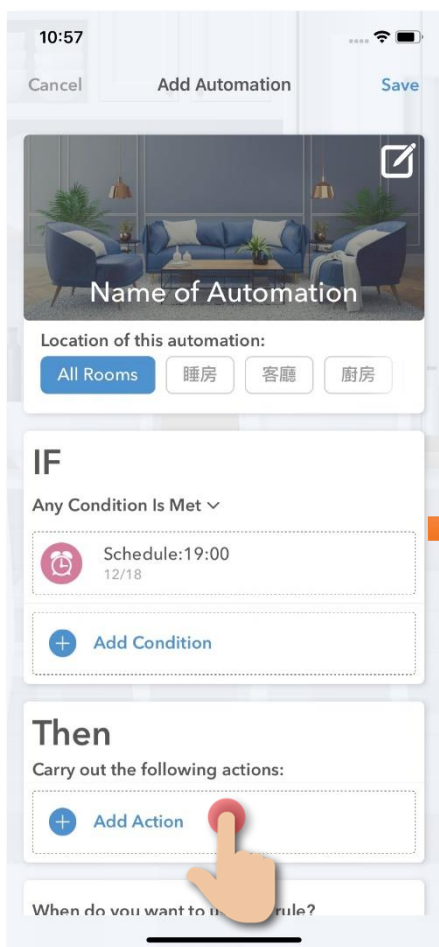 10:57
Cancel Add Automation Save
Name of Automation
Location of this automation:
All Rooms 睡房 客廳 廚房
IF
Any Condition Is Met
Schedule:19:00
12/18
Add Condition
Then
Carry out the following actions:
Add Action
When do you want to rule?